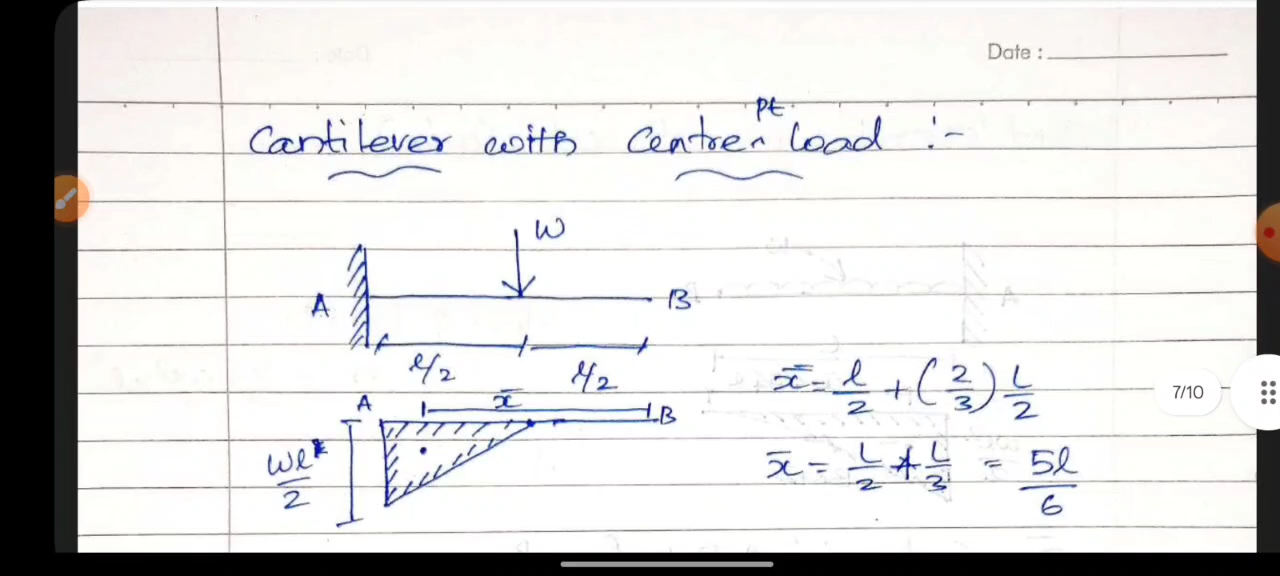 Date :
Cantilever with Centre pt. load :-
W
A
B
l/2
l/2
x̄
A
B
Wl
2
x̄ = l/2 + (2/3) L/2
x̄ = L/2 + L/3 = 5l/6
7/10